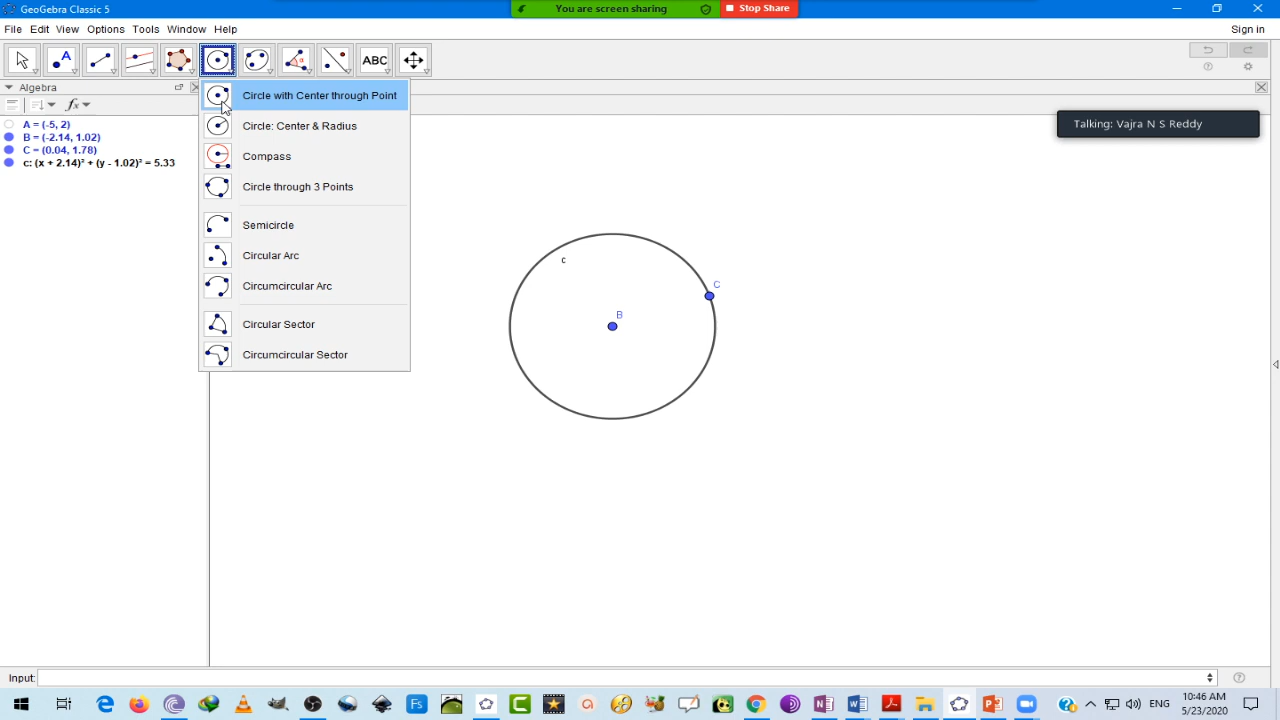 GeoGebra Classic 5
You are screen sharing
Stop Share
File Edit View Options Tools Window Help
Sign in
A
α
ABC
Algebra
fx
Circle with Center through Point
Circle: Center & Radius
Compass
Circle through 3 Points
Semicircle
Circular Arc
Circumcircular Arc
Circular Sector
Circumcircular Sector
A = (-5, 2)
B = (-2.14, 1.02)
C = (0.04, 1.78)
c: (x + 2.14)² + (y - 1.02)² = 5.33
Talking: Vajra N S Reddy
c
C
B
Input:
Fs
ENG
10:46 AM
5/23/2020